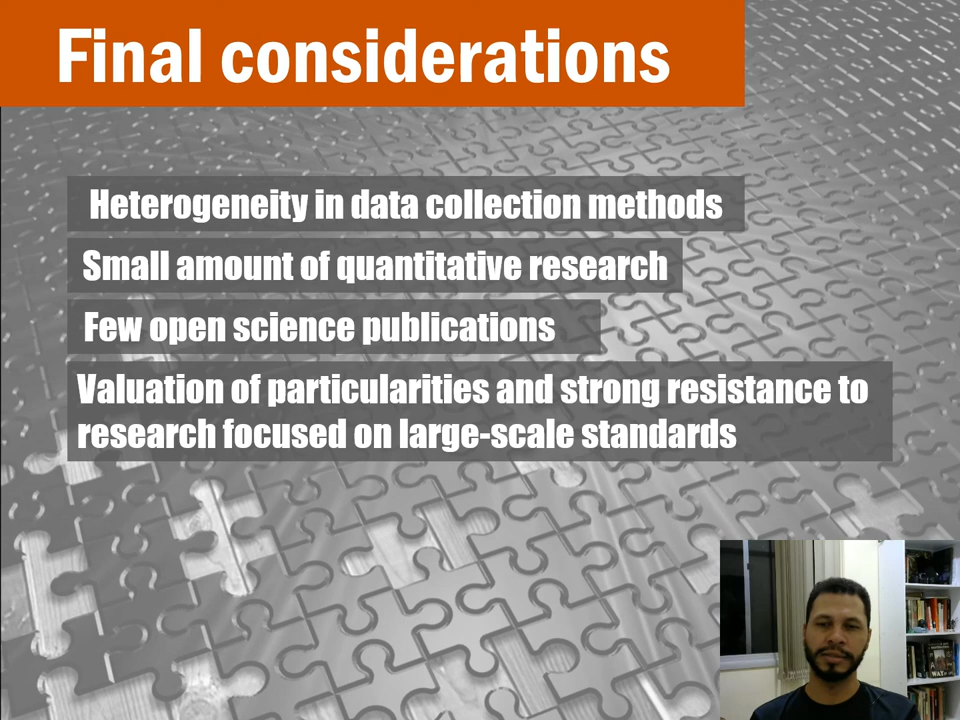 Final considerations
Heterogeneity in data collection methods
Small amount of quantitative research
Few open science publications
Valuation of particularities and strong resistance to
research focused on large-scale standards